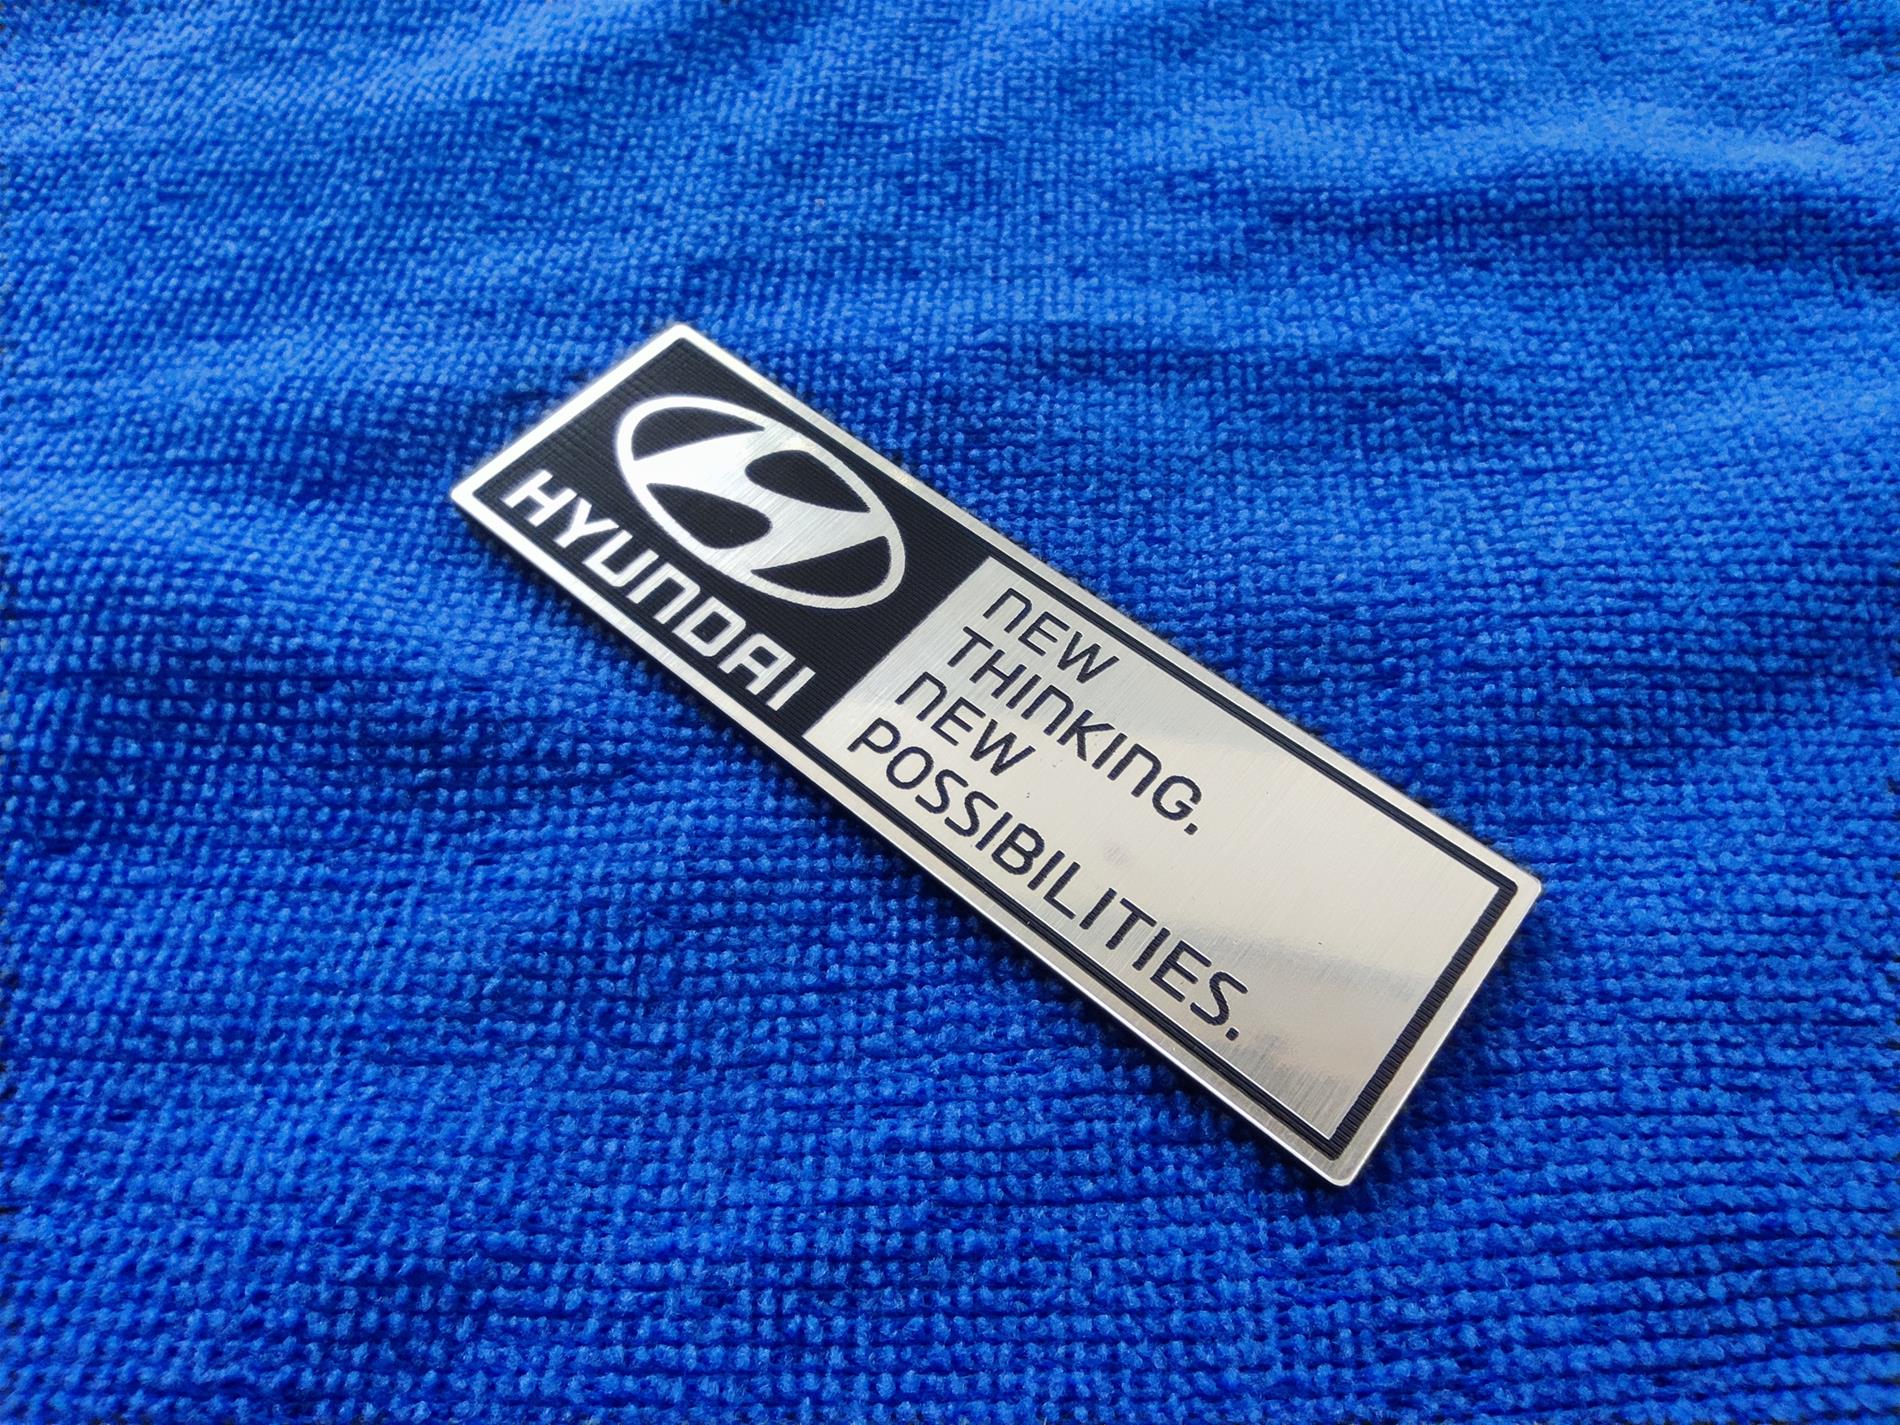 HYUNDAI
NEW
THINKING.
NEW
POSSIBILITIES.